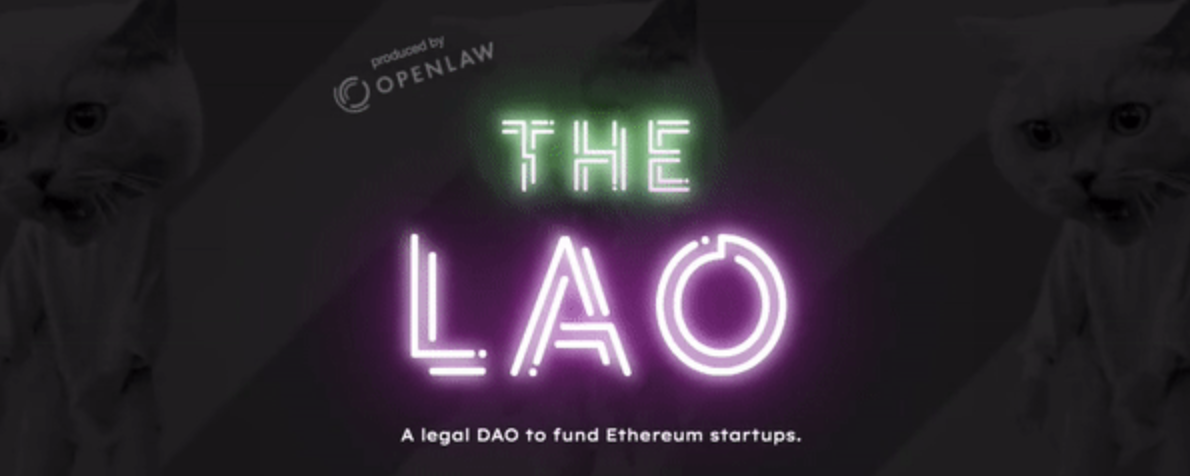 produced by
OPENLAW
THE
LAO
A legal DAO to fund Ethereum startups.